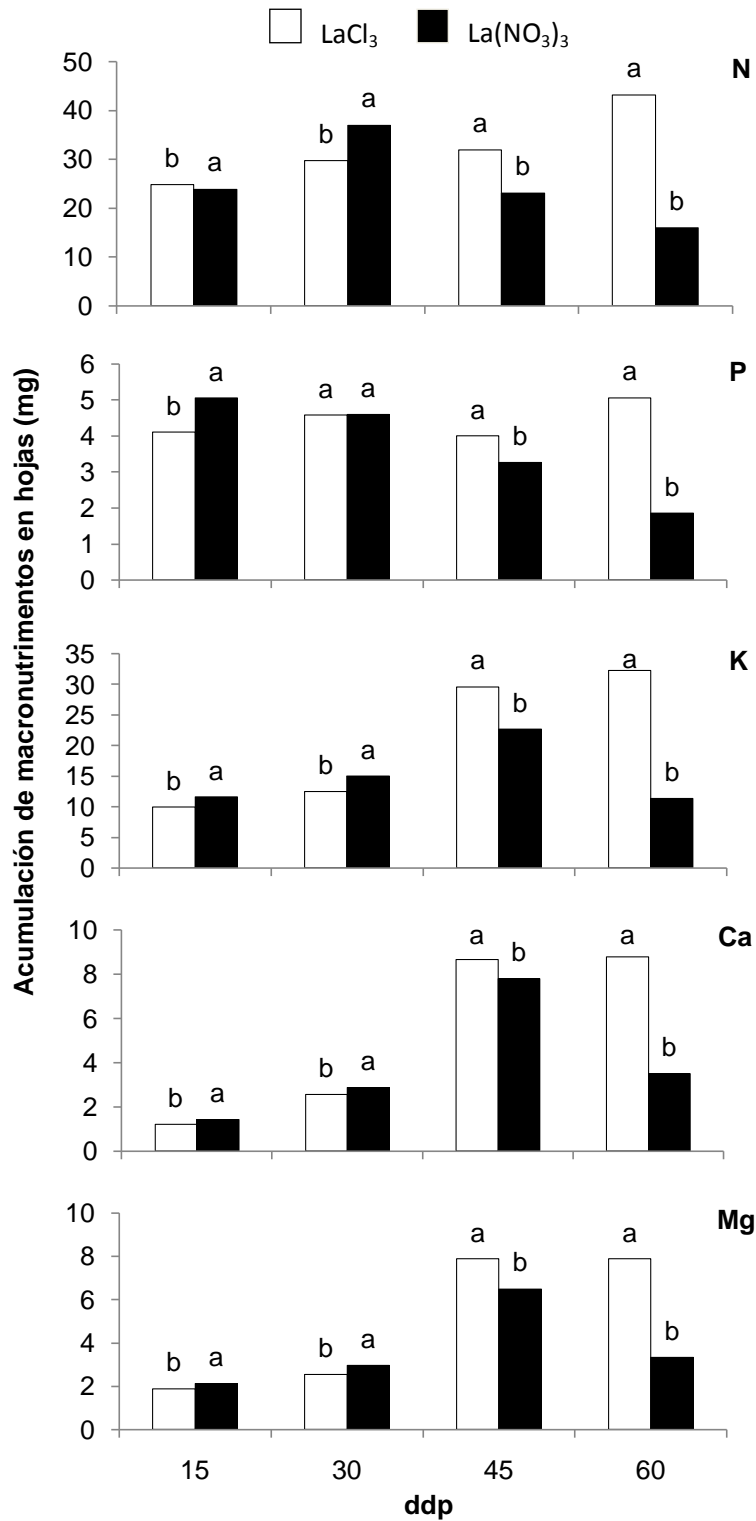 LaCl₃ La(NO₃)₃
N
50
40
30
20
10
0
b a b a a b a b
P
6
5
4
3
2
1
0
b a a a a b a b
K
35
30
25
20
15
10
5
0
b a b a a b a b
Ca
10
8
6
4
2
0
b a b a a b a b
Mg
10
8
6
4
2
0
b a b a a b a b
15 30 45 60
ddp
Acumulación de macronutrimentos en hojas (mg)